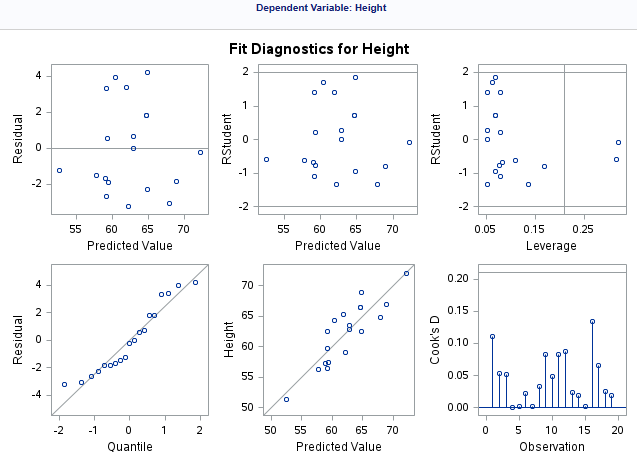 Dependent Variable: Height
Fit Diagnostics for Height
Residual
4
2
0
-2
55 60 65 70
Predicted Value
RStudent
2
1
0
-1
-2
55 60 65 70
Predicted Value
RStudent
2
1
0
-1
-2
0.05 0.15 0.25
Leverage
Residual
4
2
0
-2
-4
-2 -1 0 1 2
Quantile
Height
70
65
60
55
50
50 55 60 65 70
Predicted Value
Cook's D
0.20
0.15
0.10
0.05
0.00
0 5 10 15 20
Observation